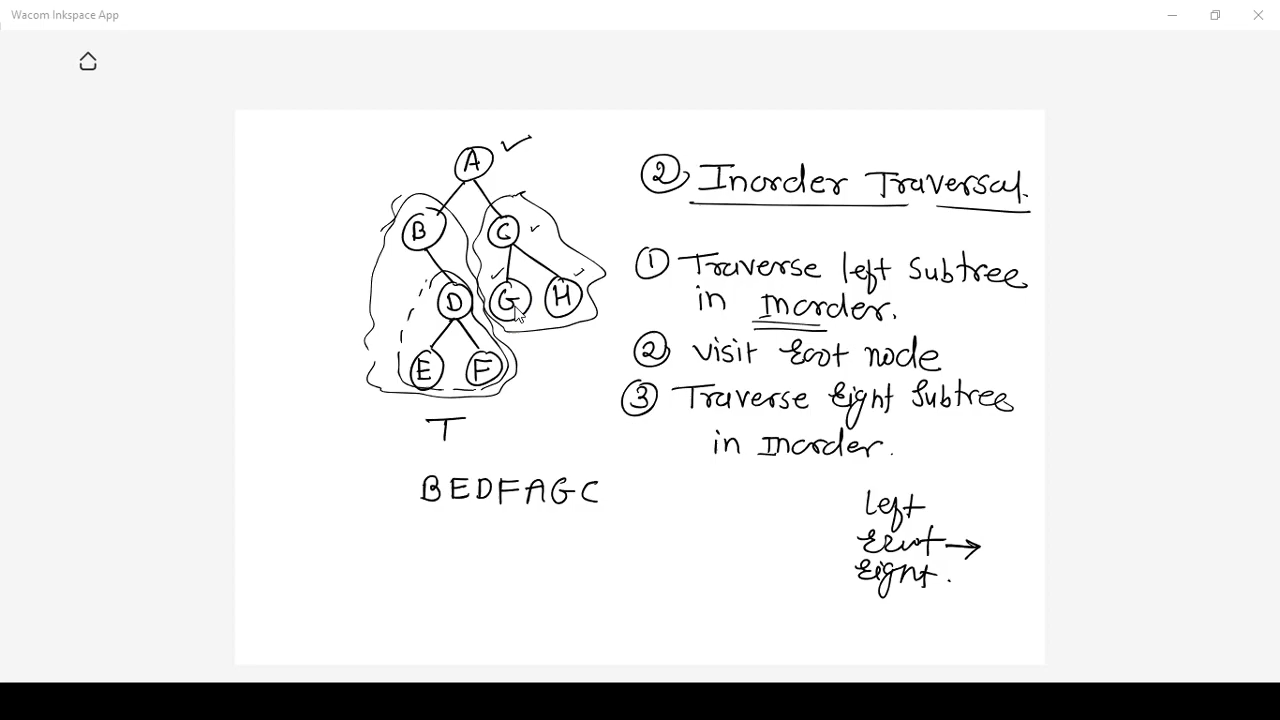 Wacom Inkspace App
A
② Inorder Traversal.
B
C
① Traverse left subtree
in inorder.
D
G
H
② visit root node
E
F
③ Traverse right subtree
in inorder.
T
BEDFAGC
left
root →
right.